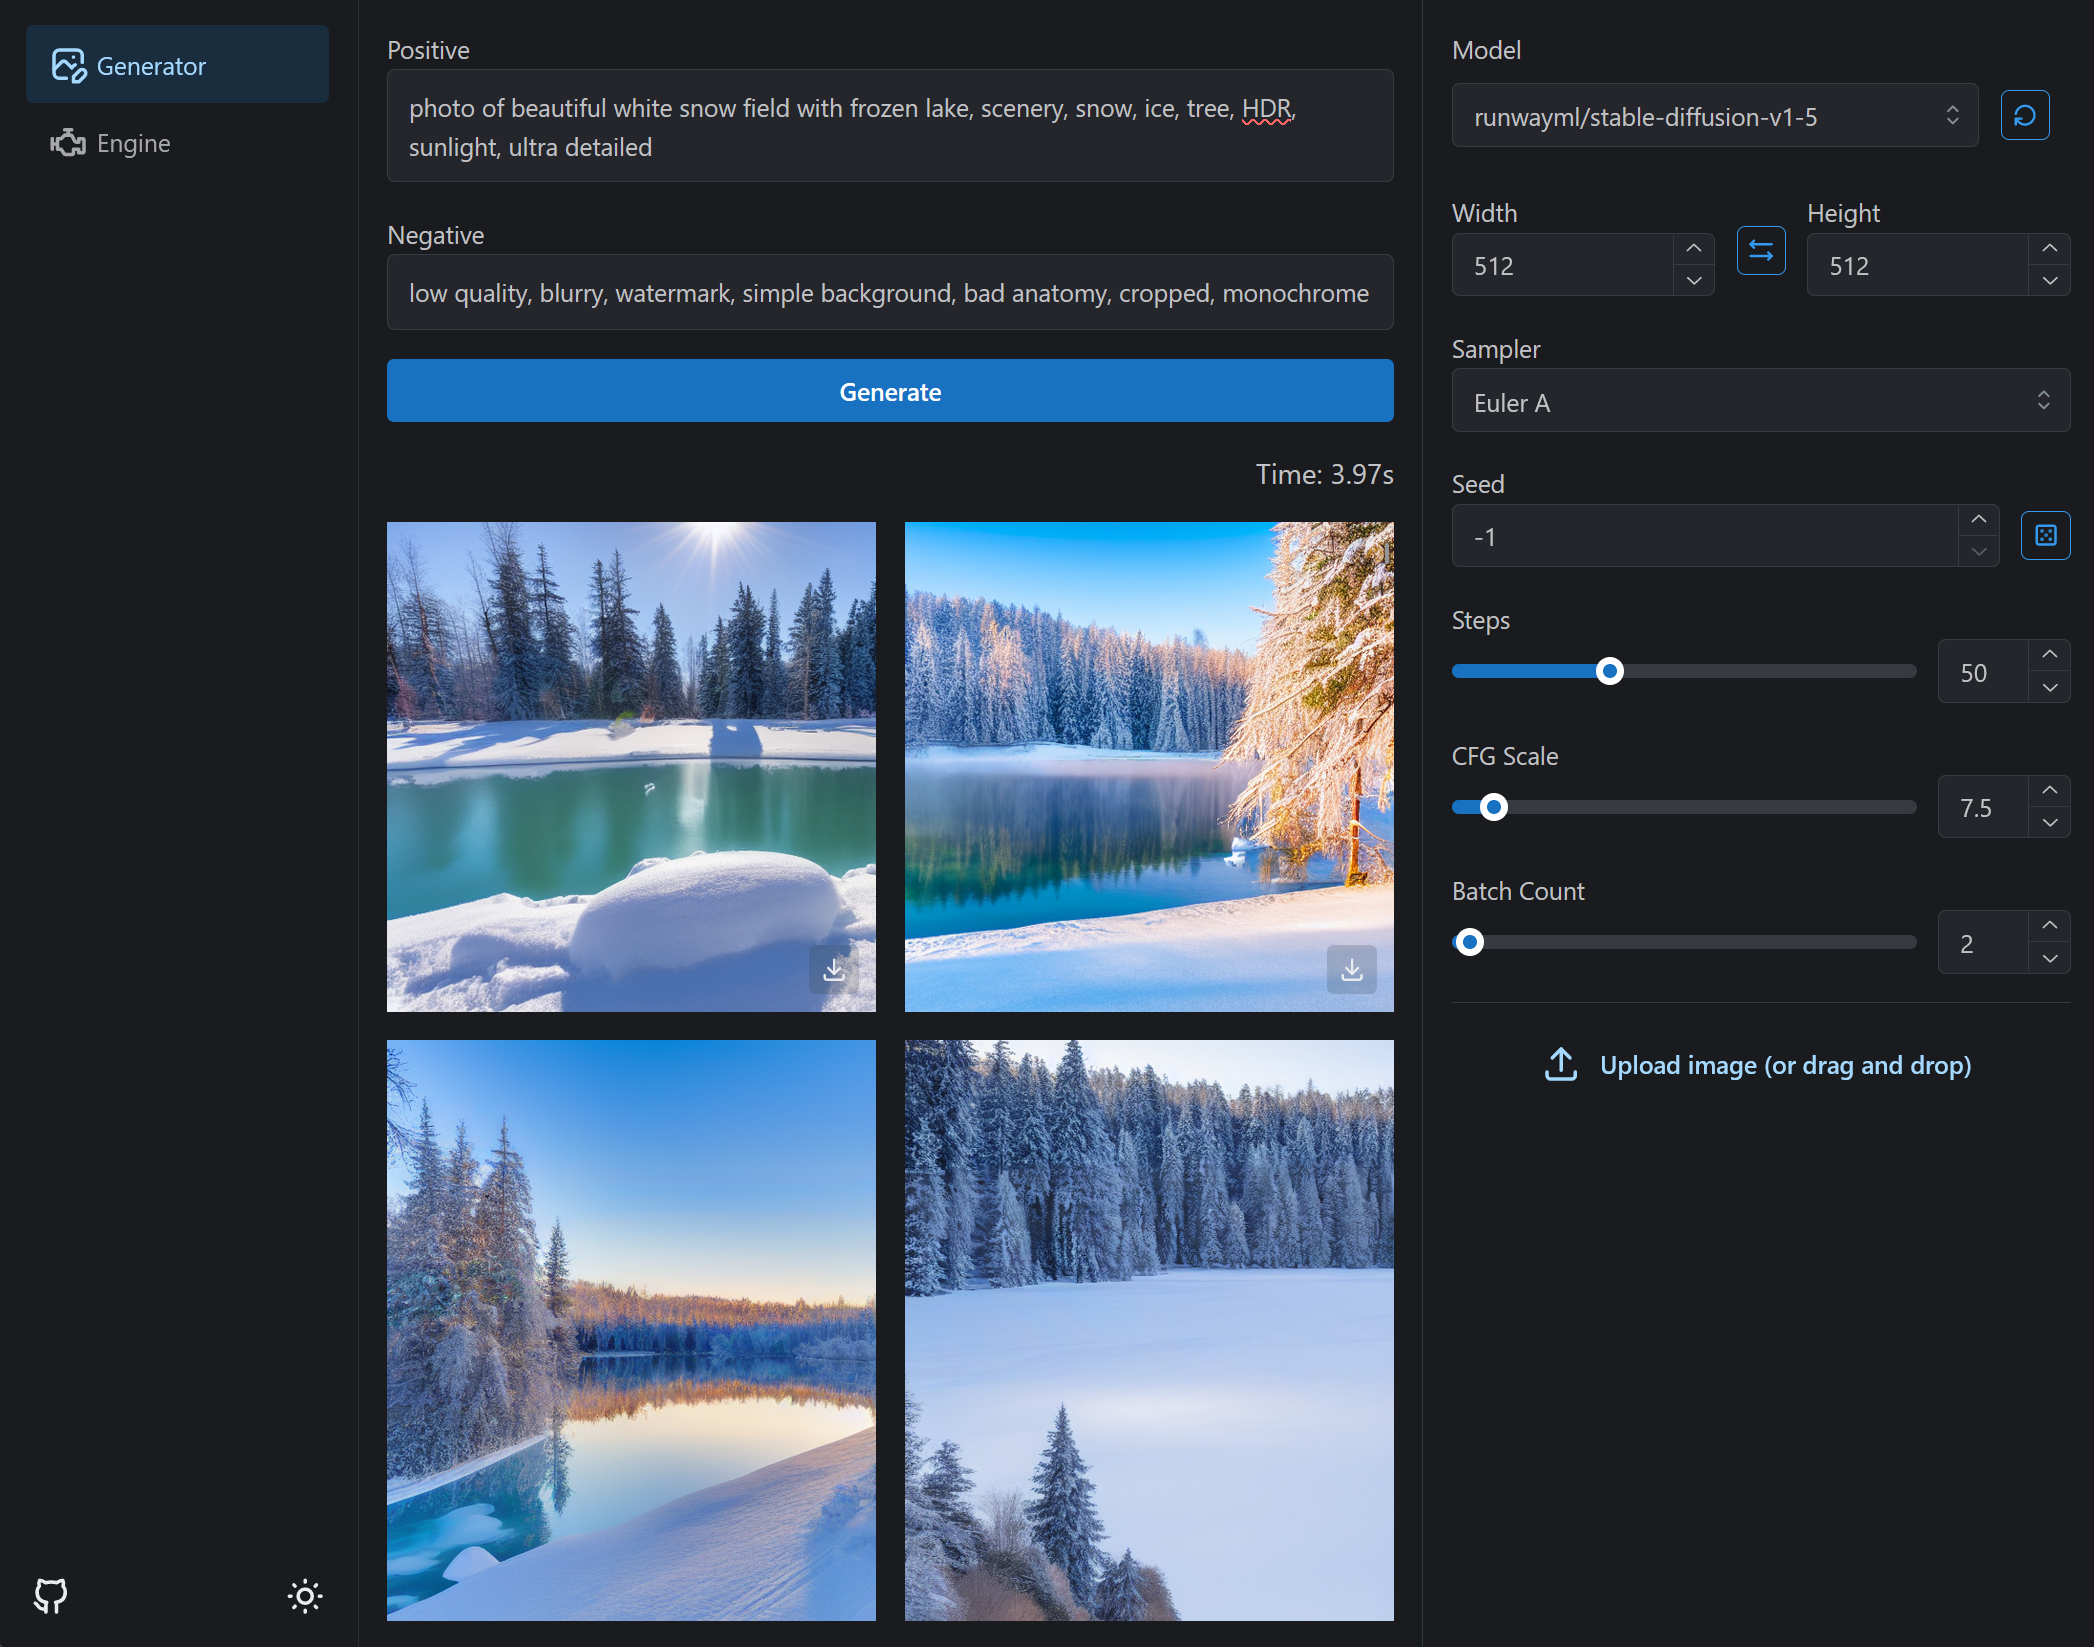 Generator
Engine
Positive
photo of beautiful white snow field with frozen lake, scenery, snow, ice, tree, HDR,
sunlight, ultra detailed
Negative
low quality, blurry, watermark, simple background, bad anatomy, cropped, monochrome
Generate
Time: 3.97s
Model
runwayml/stable-diffusion-v1-5
Width
Height
512
512
Sampler
Euler A
Seed
-1
Steps
50
CFG Scale
7.5
Batch Count
2
Upload image (or drag and drop)